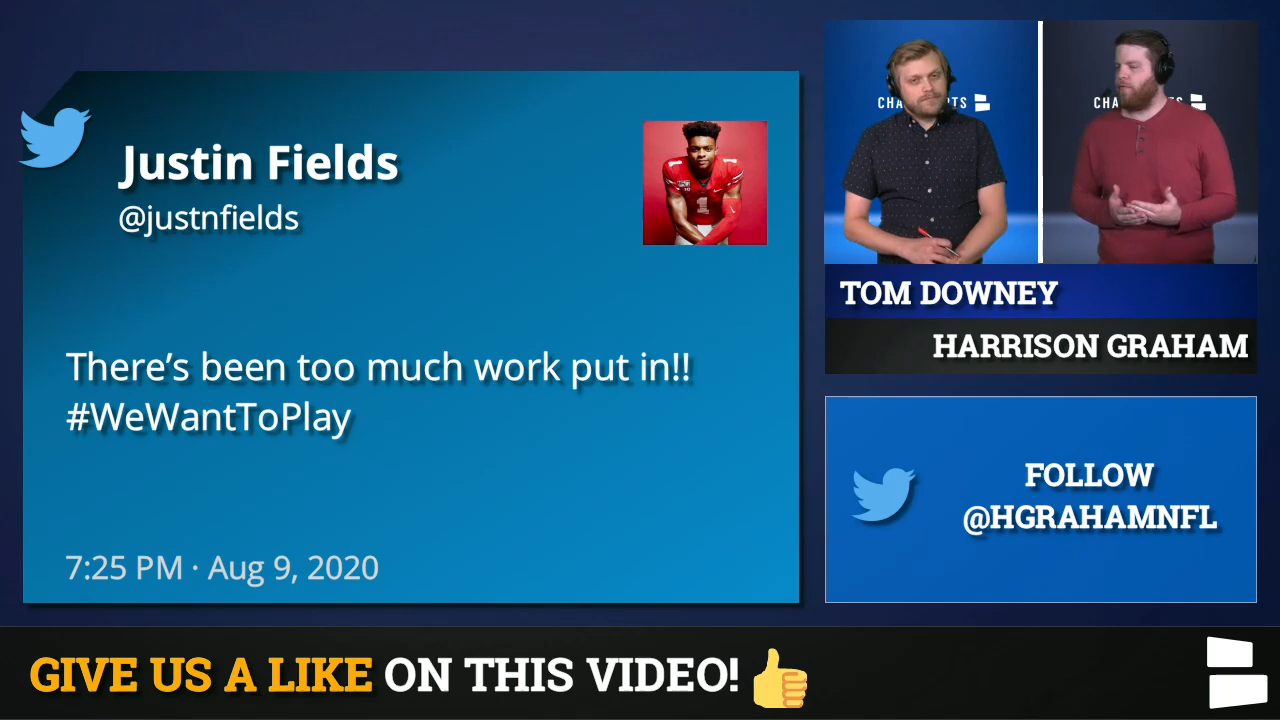 Justin Fields
@justnfields
There's been too much work put in!!
#WeWantToPlay
7:25 PM · Aug 9, 2020
TOM DOWNEY
HARRISON GRAHAM
FOLLOW
@HGRAHAMNFL
GIVE US A LIKE ON THIS VIDEO!